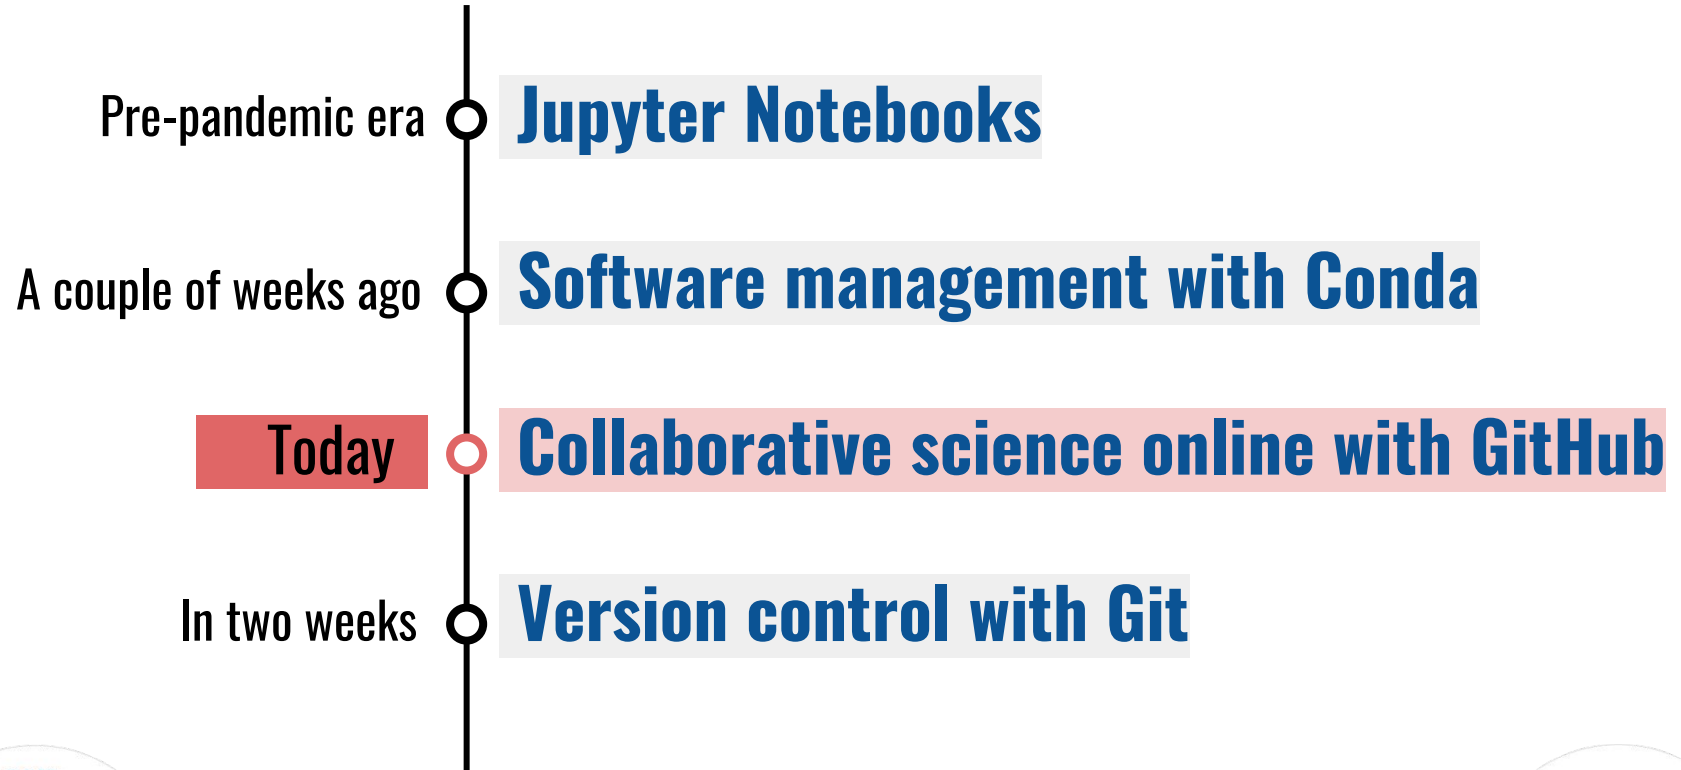 Pre-pandemic era
Jupyter Notebooks
A couple of weeks ago
Software management with Conda
Today
Collaborative science online with GitHub
In two weeks
Version control with Git